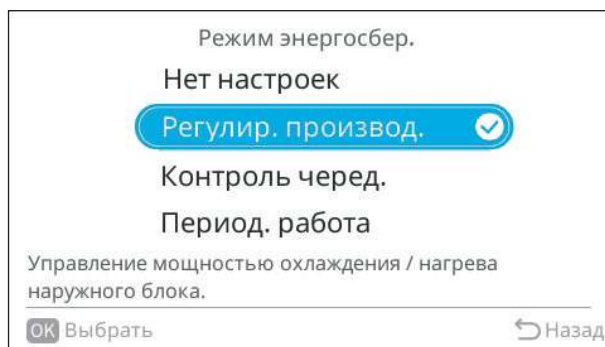 Режим энергосбер.
Нет настроек
Регулир. производ.
Контроль черед.
Период. работа
Управление мощностью охлаждения / нагрева
наружного блока.
OK Выбрать
Назад